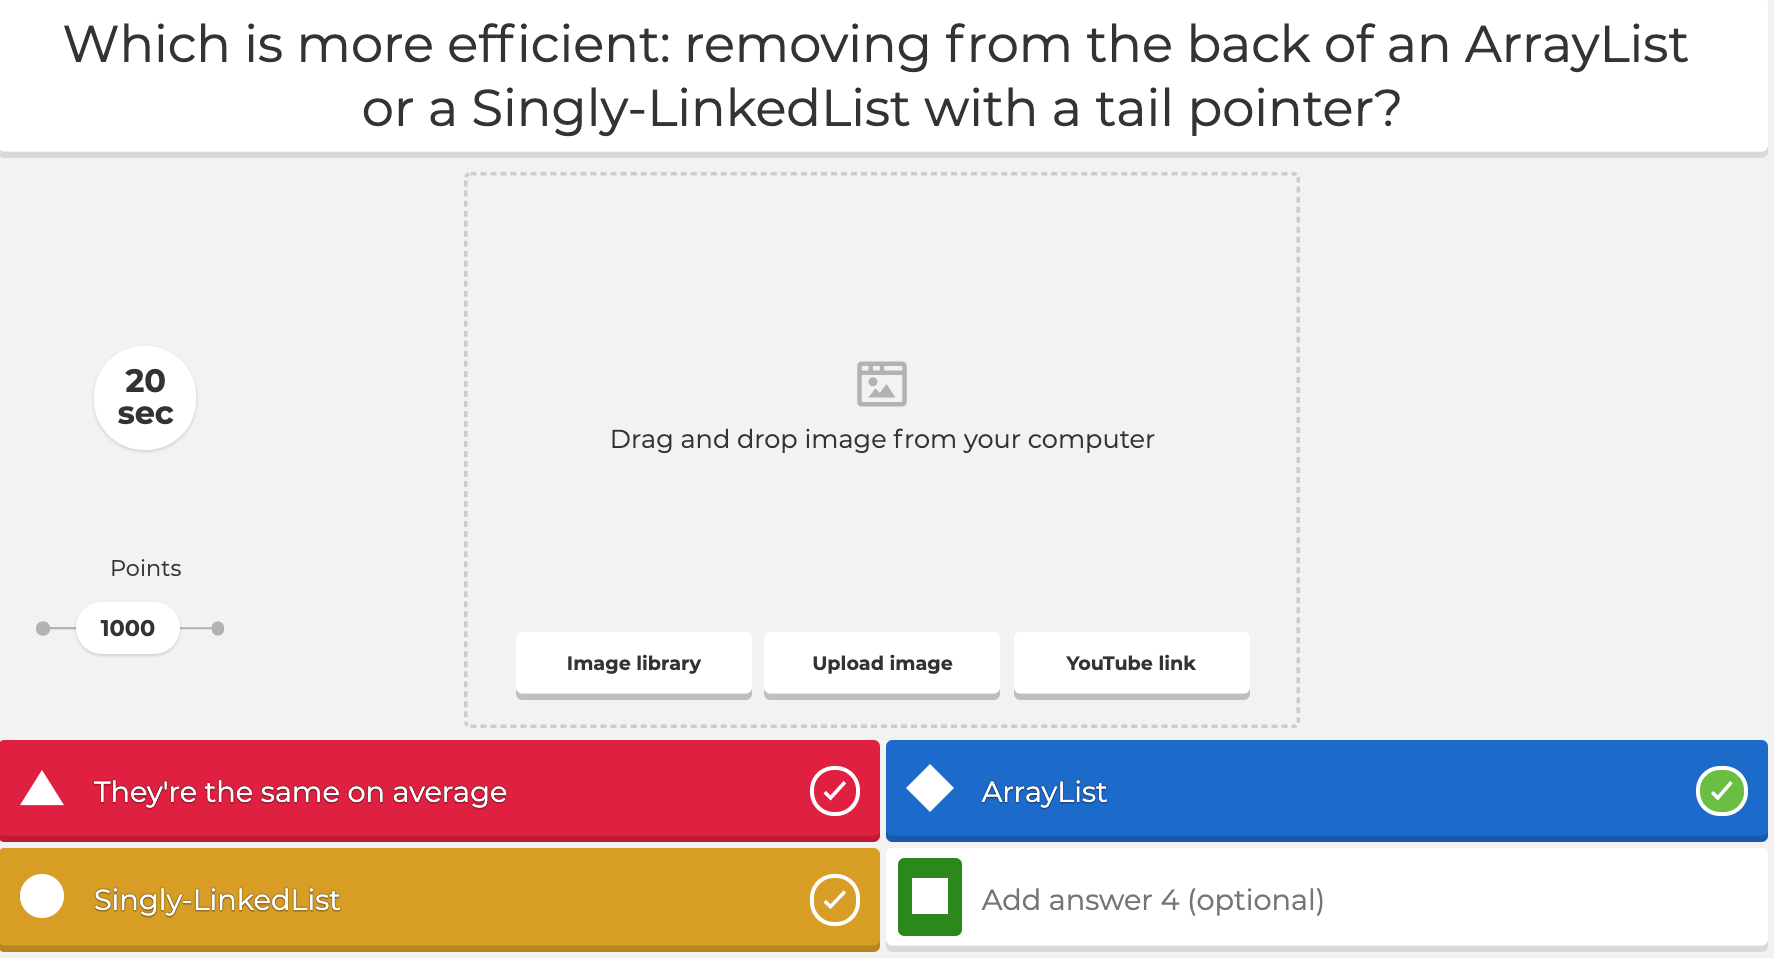 Which is more efficient: removing from the back of an ArrayList
or a Singly-LinkedList with a tail pointer?
20
sec
Drag and drop image from your computer
Points
1000
Image library
Upload image
YouTube link
They're the same on average
ArrayList
Singly-LinkedList
Add answer 4 (optional)